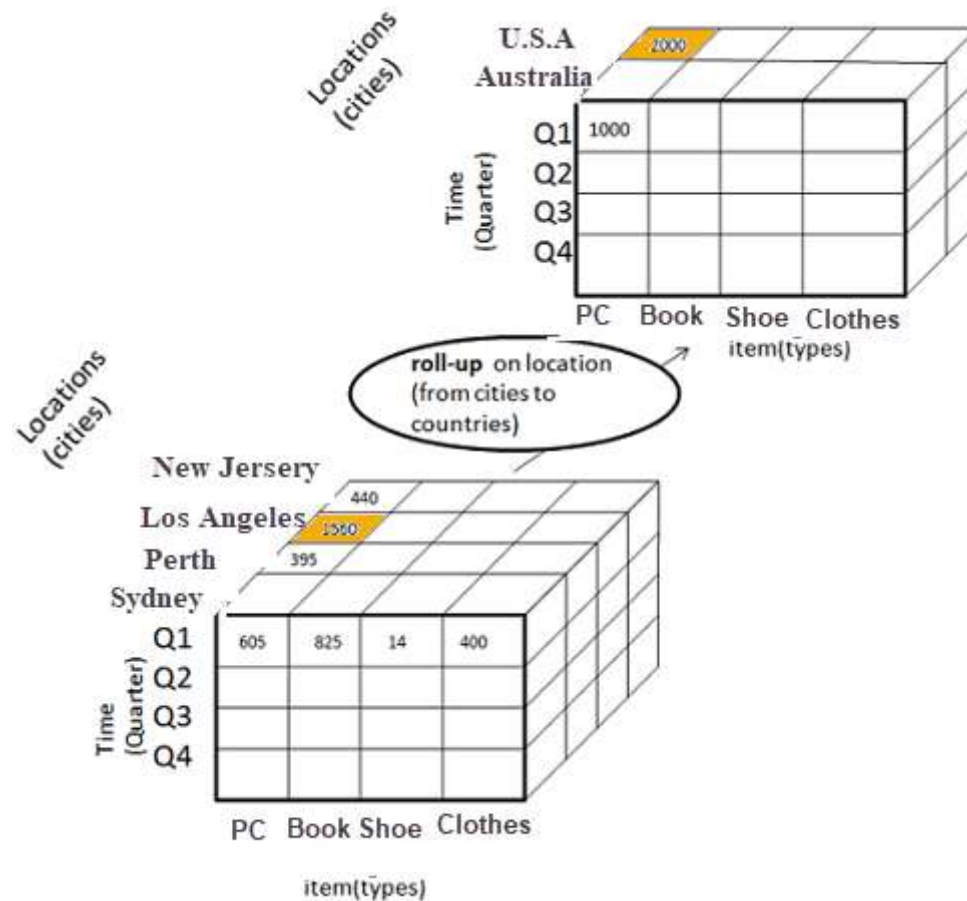 Locations
(cities)
U.S.A
2000
Australia
Q1
1000
Q2
Q3
Q4
Time
(Quarter)
PC Book Shoe Clothes
item(types)
roll-up on location
(from cities to
countries)
Locations
(cities)
New Jersery
440
Los Angeles
1560
Perth
395
Sydney
Q1
605 825 14 400
Q2
Q3
Q4
Time
(Quarter)
PC Book Shoe Clothes
item(types)